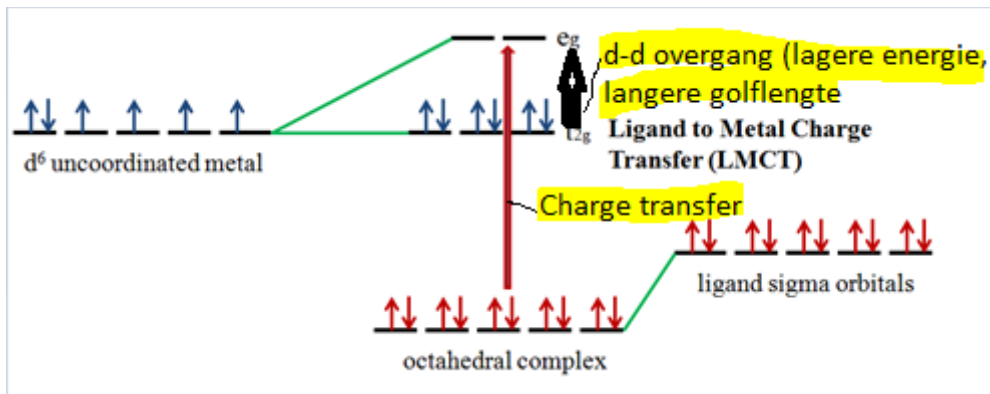 eg
d-d overgang (lagere energie,
langere golflengte
t2g
Ligand to Metal Charge
Transfer (LMCT)
d⁶ uncoordinated metal
Charge transfer
ligand sigma orbitals
octahedral complex